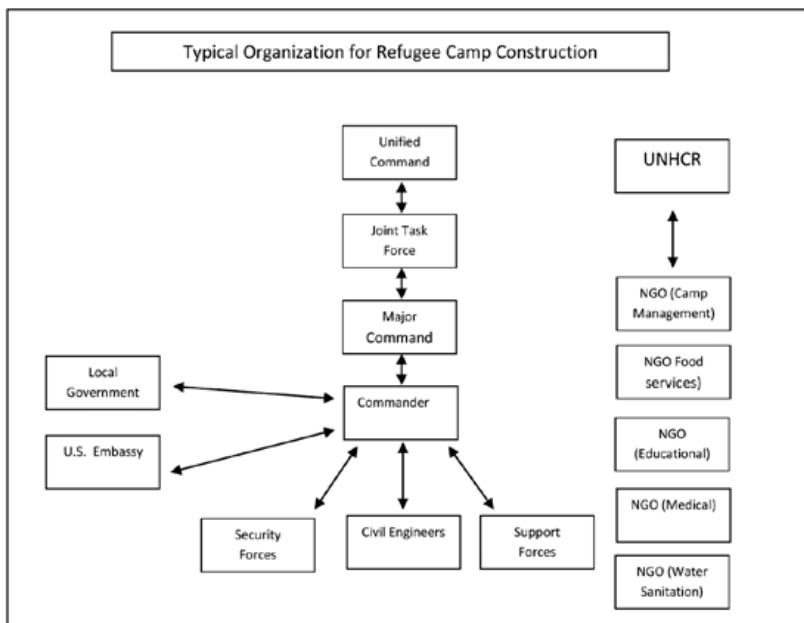 Typical Organization for Refugee Camp Construction
Unified
Command
UNHCR
Joint Task
Force
NGO (Camp
Management)
Major
Command
NGO Food
services)
Local
Government
Commander
NGO
(Educational)
U.S. Embassy
NGO (Medical)
Security
Forces
Civil Engineers
Support
Forces
NGO (Water
Sanitation)